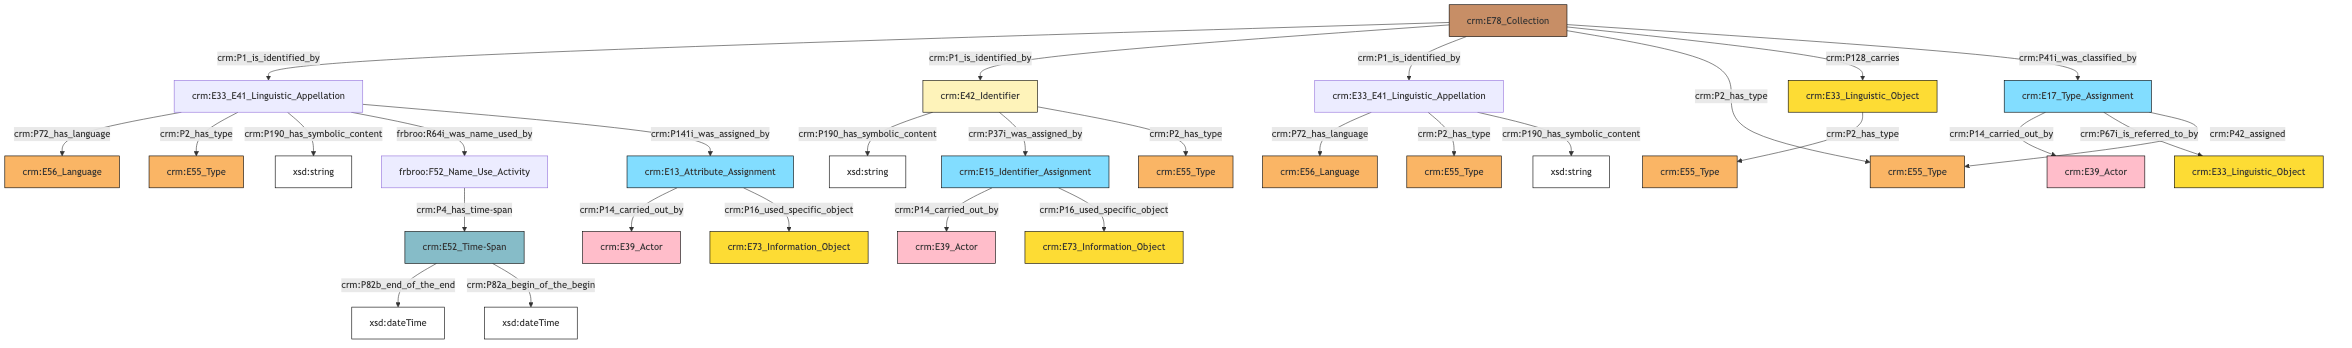 crm:E78_Collection
crm:P1_is_identified_by
crm:P1_is_identified_by
crm:P1_is_identified_by
crm:P128_carries
crm:P41i_was_classified_by
crm:E33_E41_Linguistic_Appellation
crm:E42_Identifier
crm:E33_E41_Linguistic_Appellation
crm:P2_has_type
crm:E33_Linguistic_Object
crm:E17_Type_Assignment
crm:P72_has_language
crm:P2_has_type
crm:P190_has_symbolic_content
frbroo:R64i_was_name_used_by
crm:P141i_was_assigned_by
crm:P190_has_symbolic_content
crm:P37i_was_assigned_by
crm:P2_has_type
crm:P72_has_language
crm:P2_has_type
crm:P190_has_symbolic_content
crm:P2_has_type
crm:P14_carried_out_by
crm:P67i_is_referred_to_by
crm:P42_assigned
crm:E56_Language
crm:E55_Type
xsd:string
frbroo:F52_Name_Use_Activity
crm:E13_Attribute_Assignment
xsd:string
crm:E15_Identifier_Assignment
crm:E55_Type
crm:E56_Language
crm:E55_Type
xsd:string
crm:E55_Type
crm:E55_Type
crm:E39_Actor
crm:E33_Linguistic_Object
crm:P4_has_time-span
crm:P14_carried_out_by
crm:P16_used_specific_object
crm:P14_carried_out_by
crm:P16_used_specific_object
crm:E52_Time-Span
crm:E39_Actor
crm:E73_Information_Object
crm:E39_Actor
crm:E73_Information_Object
crm:P82b_end_of_the_end
crm:P82a_begin_of_the_begin
xsd:dateTime
xsd:dateTime